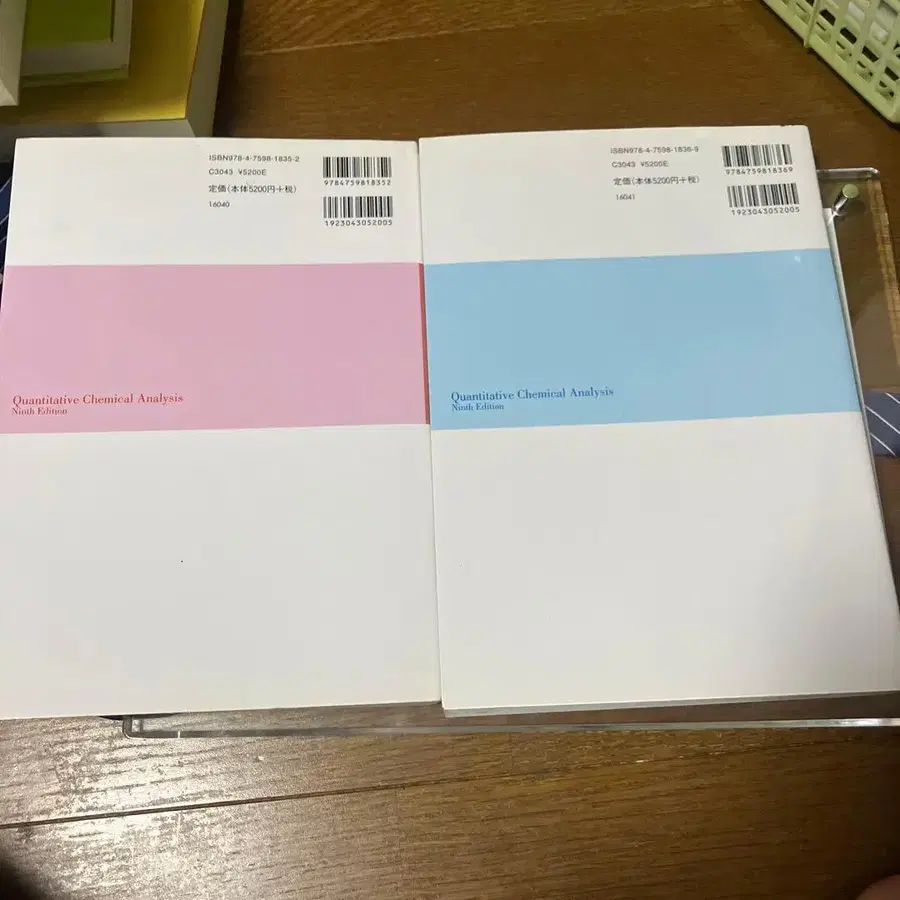 ISBN978-4-7598-1835-2
C3043 ¥5200E
定価(本体5200円+税)
16040
9784759818352
1923043052005
Quantitative Chemical Analysis
Ninth Edition
ISBN978-4-7598-1836-9
C3043 ¥5200E
定価(本体5200円+税)
16041
9784759818369
1923043052005
Quantitative Chemical Analysis
Ninth Edition